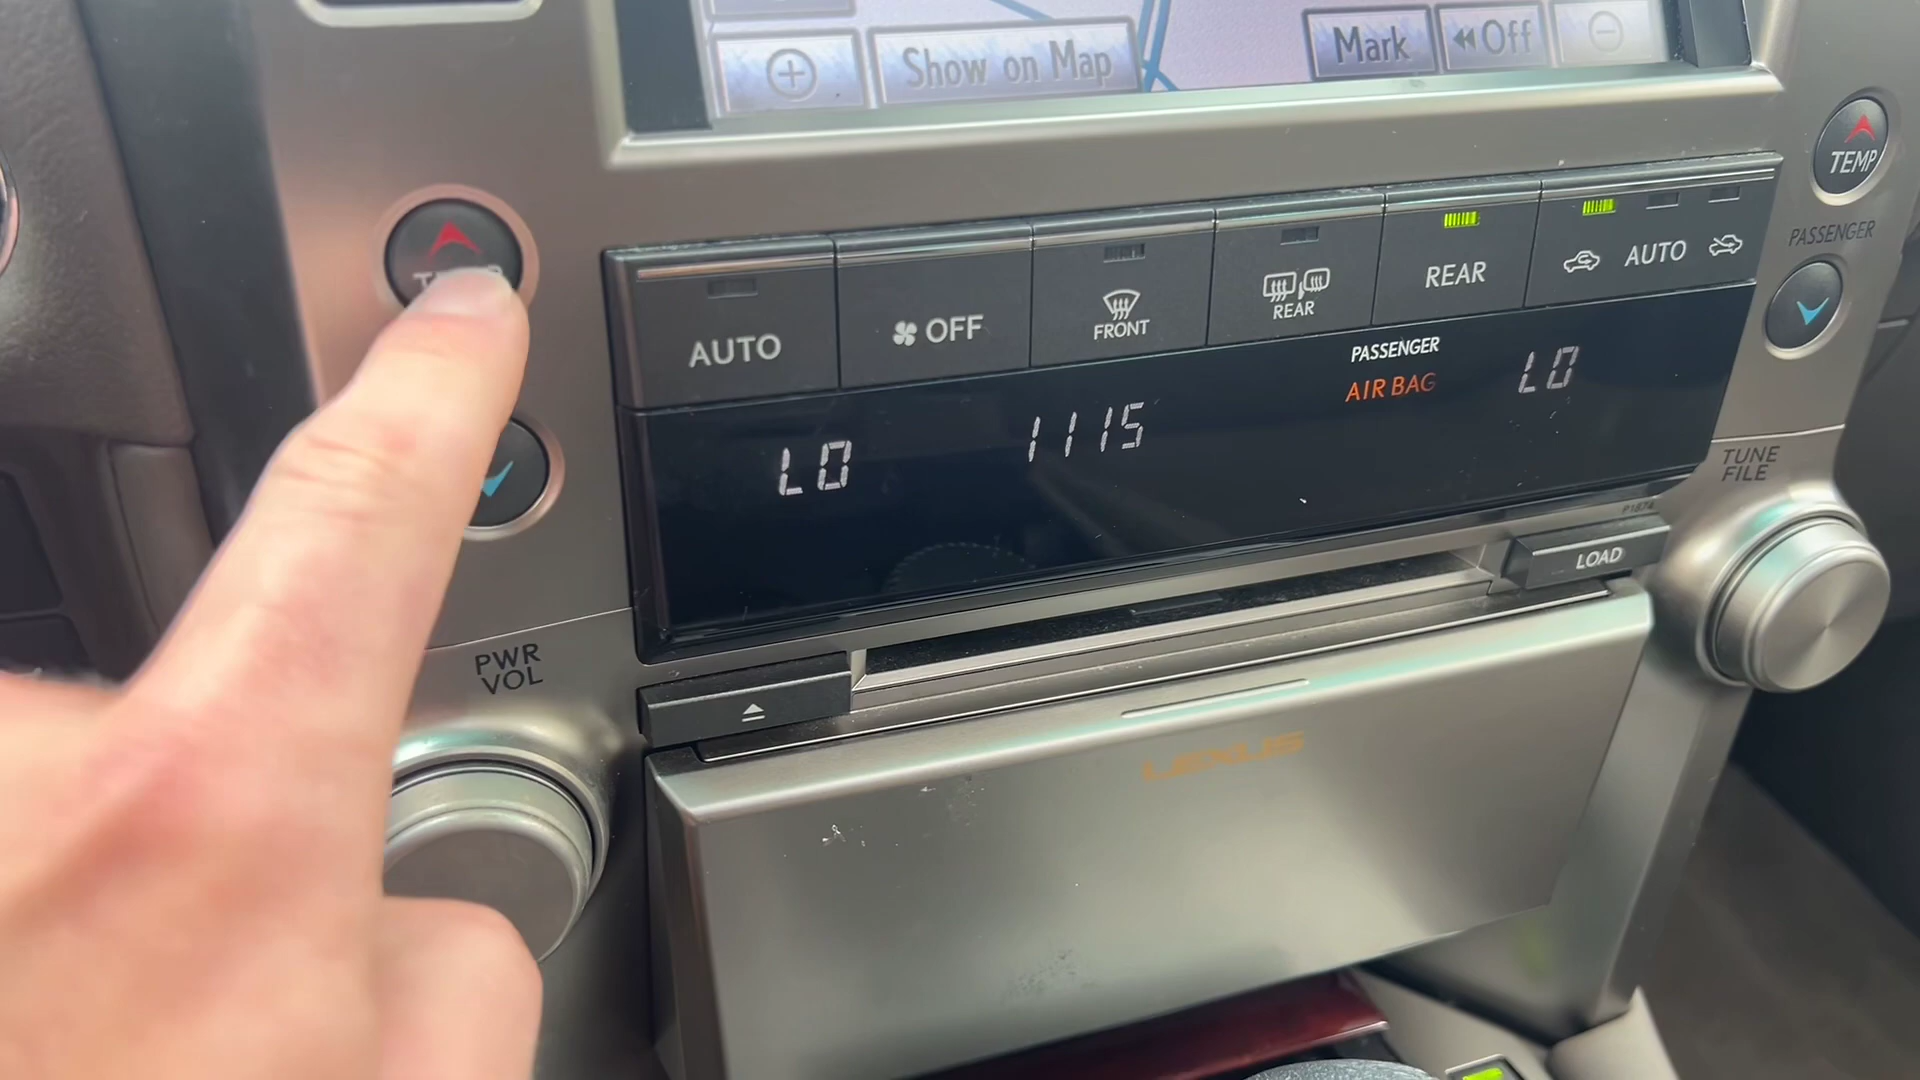 Show on Map
Mark
Off
TEMP
PASSENGER
AUTO
OFF
FRONT
REAR
REAR
AUTO
PASSENGER
AIR BAG
LO
1115
LO
TUNE
FILE
P1874
LOAD
PWR
VOL
LEXUS